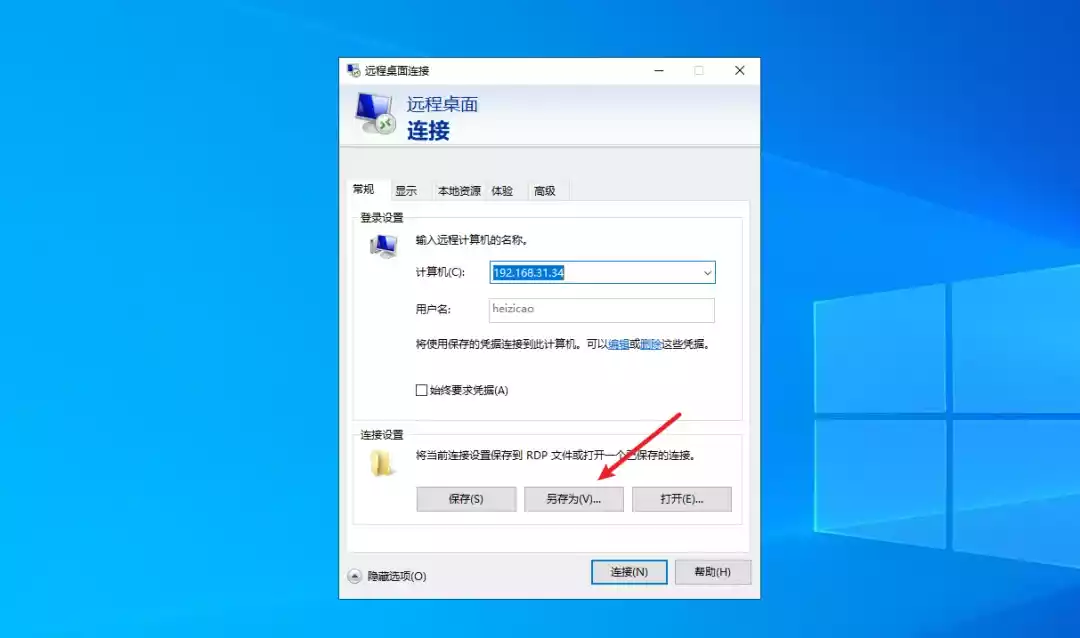 远程桌面连接
远程桌面
连接
常规 显示 本地资源 体验 高级
登录设置
输入远程计算机的名称。
计算机(C): 192.168.31.34
用户名: heizicao
将使用保存的凭据连接到此计算机。可以编辑或删除这些凭据。
始终要求凭据(A)
连接设置
将当前连接设置保存到 RDP 文件或打开一个已保存的连接。
保存(S) 另存为(V)... 打开(E)...
隐藏选项(O) 连接(N) 帮助(H)